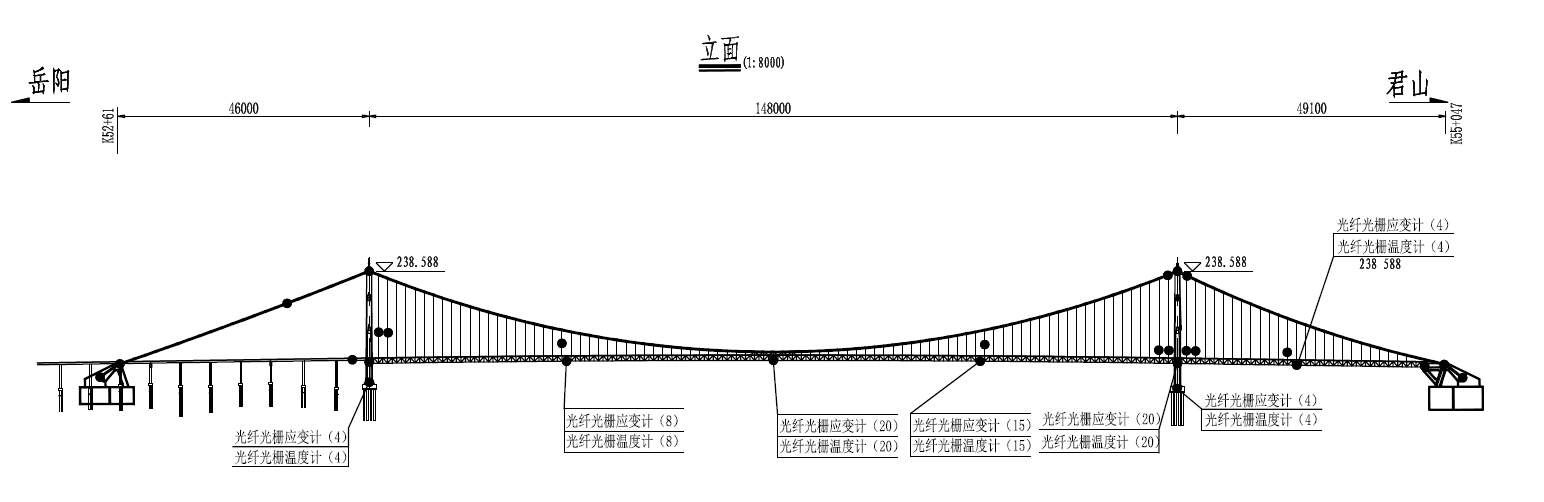 立面
(1:8000)
岳阳
君山
46000
148000
49100
K52+61
K55+047
光纤光栅应变计（4）
光纤光栅温度计（4）
238 588
238.588
238.588
光纤光栅应变计（4）
光纤光栅温度计（4）
光纤光栅应变计（8）
光纤光栅温度计（8）
光纤光栅应变计（20）
光纤光栅温度计（20）
光纤光栅应变计（15）
光纤光栅温度计（15）
光纤光栅应变计（20）
光纤光栅温度计（20）
光纤光栅应变计（4）
光纤光栅温度计（4）